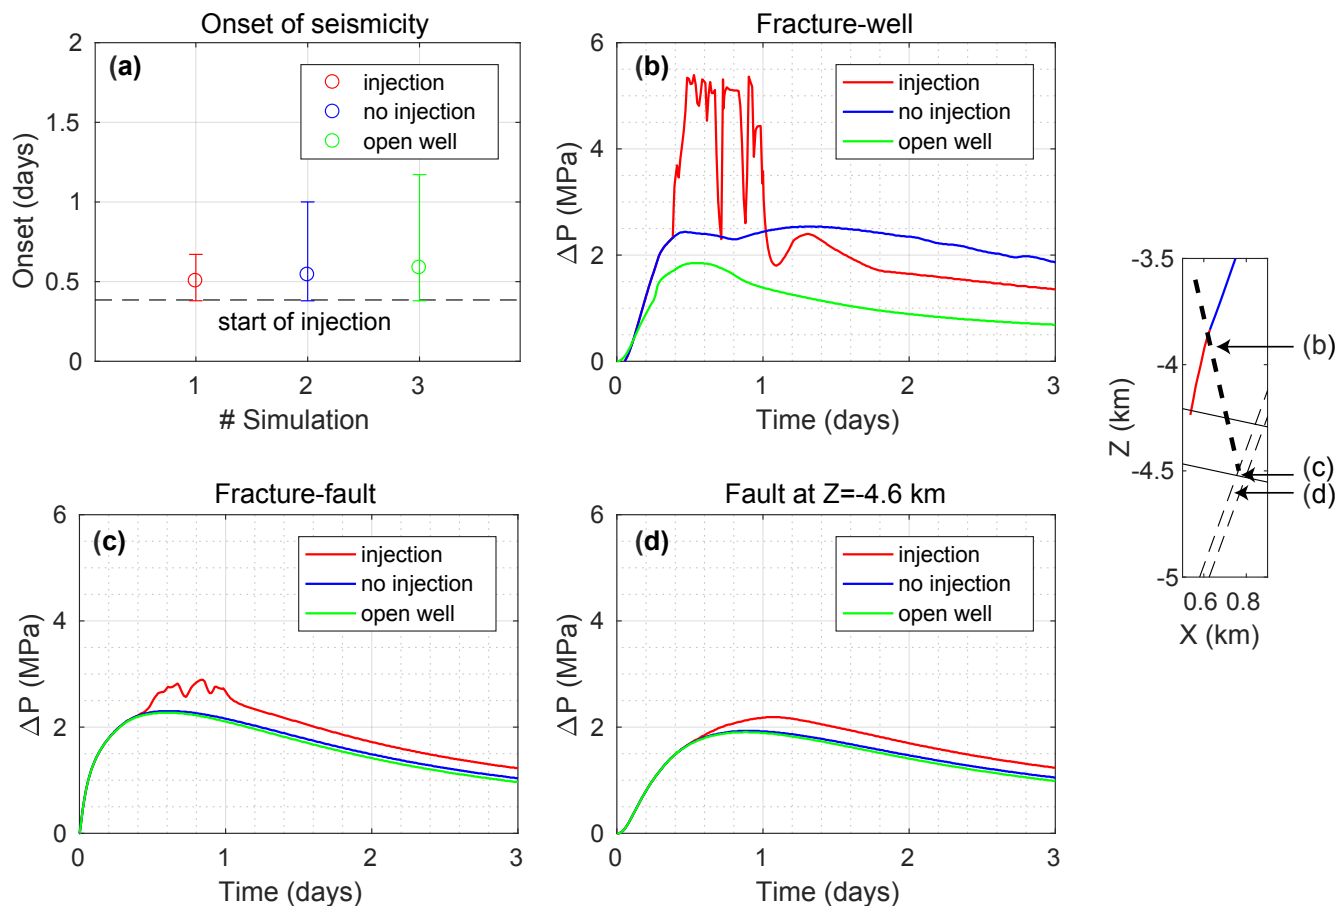 Onset of seismicity
(a)
injection
no injection
open well
start of injection
2
1.5
1
0.5
0
1
2
3
Onset (days)
# Simulation
Fracture-well
(b)
injection
no injection
open well
6
4
2
0
0
1
2
3
ΔP (MPa)
Time (days)
-3.5
-4
-4.5
-5
0.6 0.8
Z (km)
X (km)
(b)
(c)
(d)
Fracture-fault
(c)
injection
no injection
open well
6
4
2
0
0
1
2
3
ΔP (MPa)
Time (days)
Fault at Z=-4.6 km
(d)
injection
no injection
open well
6
4
2
0
0
1
2
3
ΔP (MPa)
Time (days)